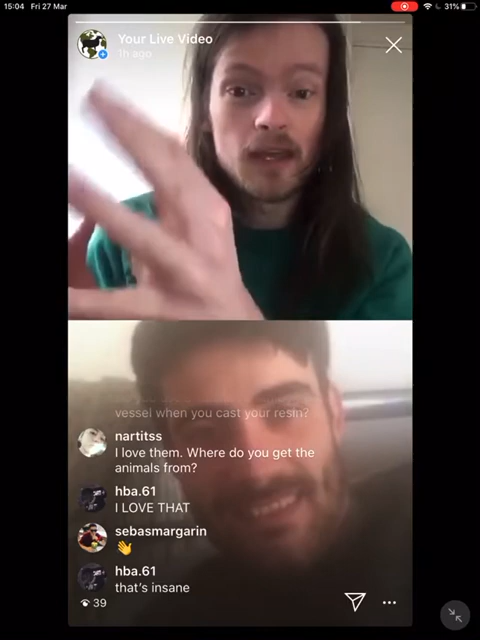 15:04 Fri 27 Mar
31%
Your Live Video
1h ago
vessel when you cast your resin?
nartitss
I love them. Where do you get the
animals from?
hba.61
I LOVE THAT
sebasmargarin
👋
hba.61
that's insane
39